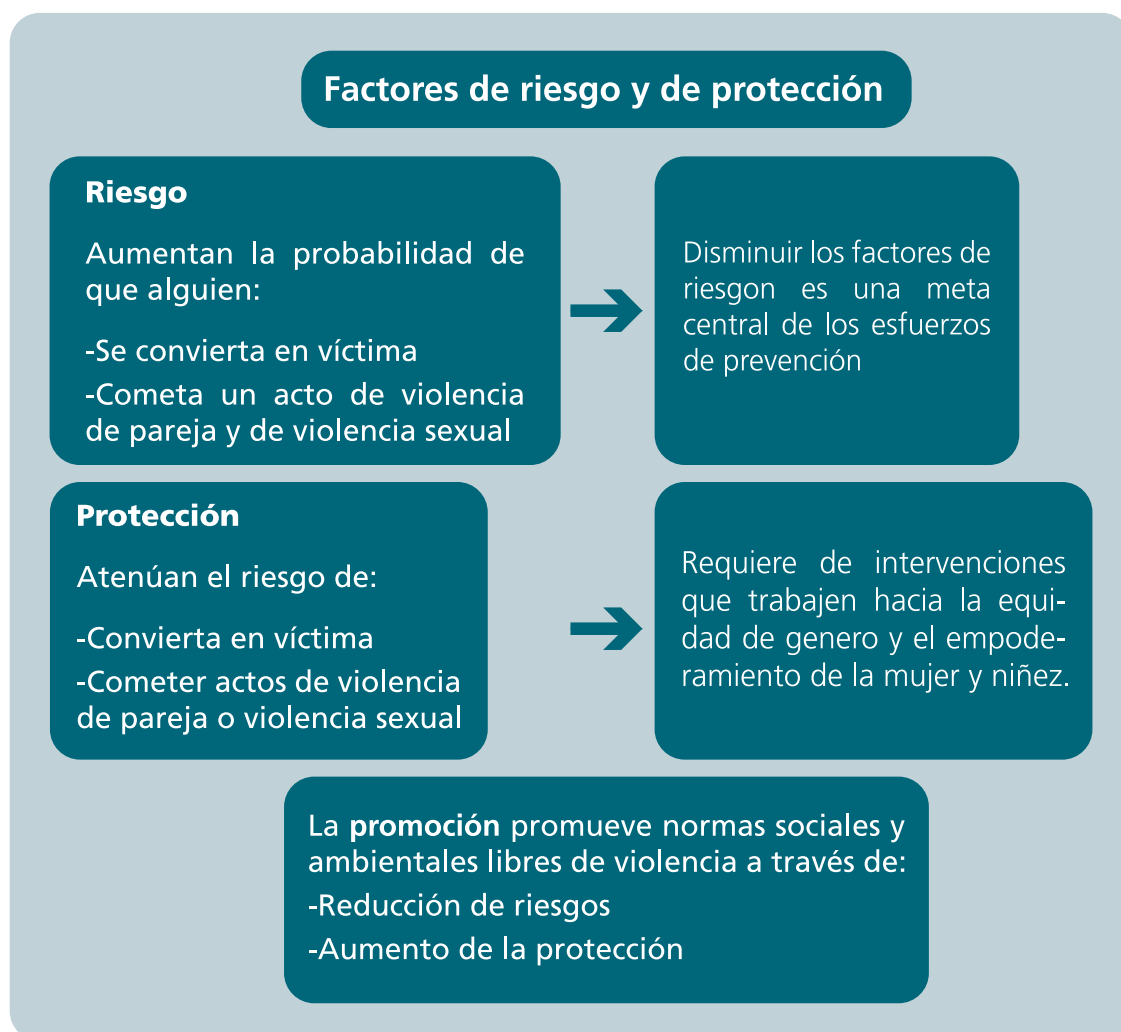 Factores de riesgo y de protección
Riesgo
Aumentan la probabilidad de
que alguien:
-Se convierta en víctima
-Cometa un acto de violencia
de pareja y de violencia sexual
Disminuir los factores de
riesgon es una meta
central de los esfuerzos
de prevención
Protección
Atenúan el riesgo de:
-Convierta en víctima
-Cometer actos de violencia
de pareja o violencia sexual
Requiere de intervenciones
que trabajen hacia la equi-
dad de genero y el empode-
ramiento de la mujer y niñez.
La promoción promueve normas sociales y
ambientales libres de violencia a través de:
-Reducción de riesgos
-Aumento de la protección